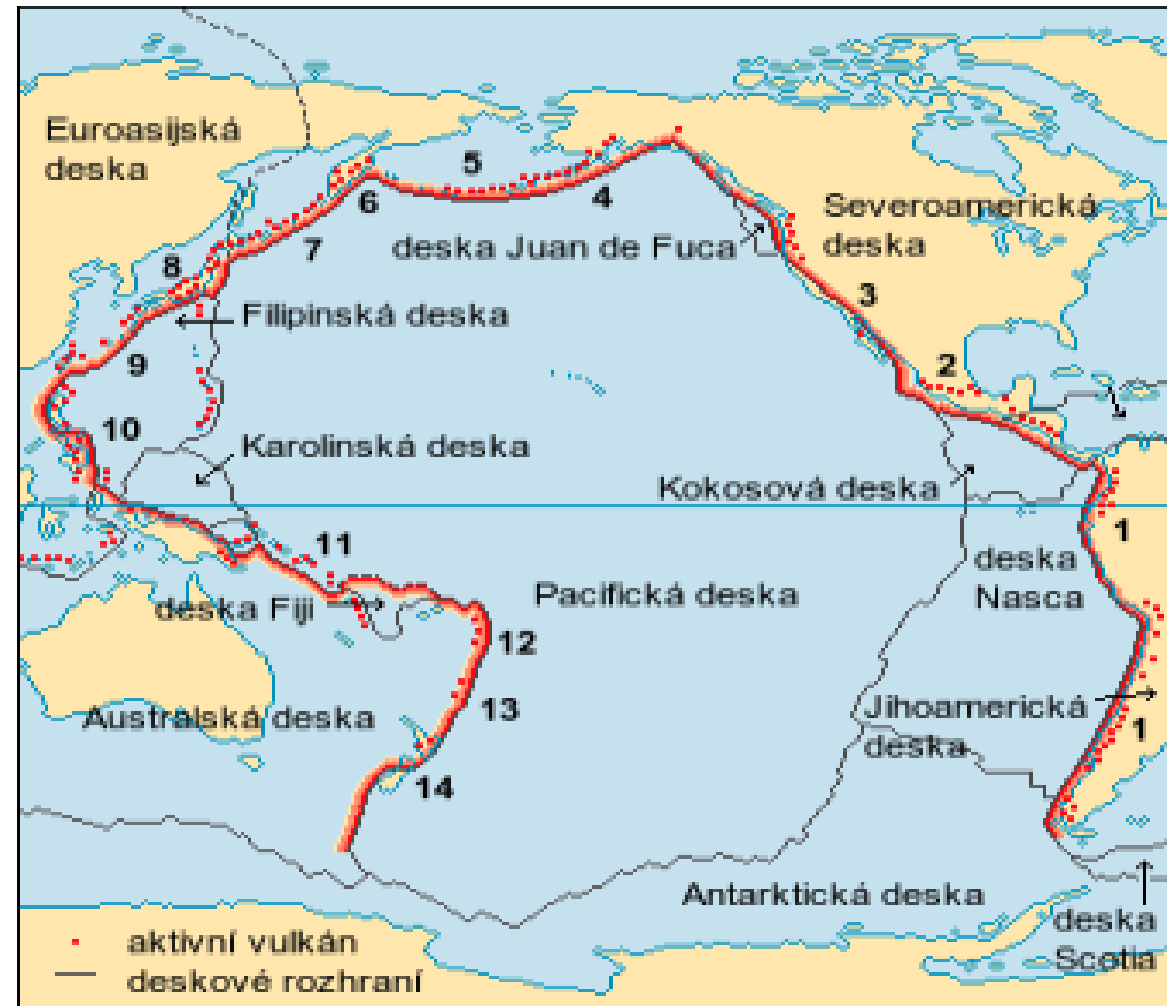 Euroasijská
deska
5
6
4
7
Severoamerická
deska
deska Juan de Fuca
8
3
Filipinská deska
9
2
10
Karolinská deska
Kokosová deska
1
11
deska
Nasca
deska Fiji
Pacifická deska
12
13
Jihoamerická
deska
1
Australská deska
14
Antarktická deska
deska
Scotia
aktivní vulkán
deskové rozhraní